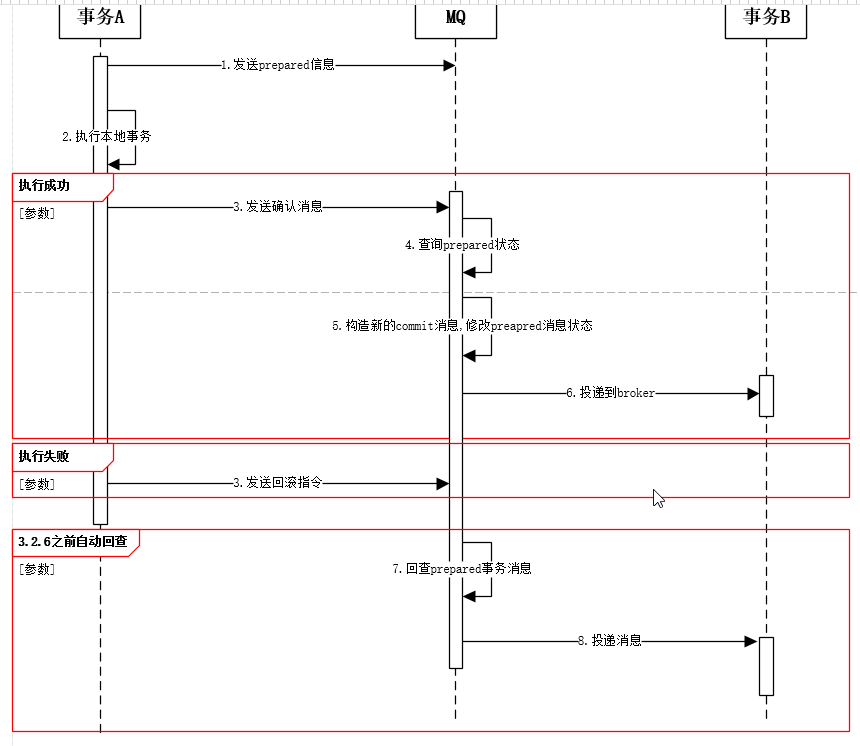 事务A
MQ
事务B
1.发送prepared信息
2.执行本地事务
执行成功
[参数]
3.发送确认消息
4.查询prepared状态
5.构造新的commit消息,修改preapred消息状态
6.投递到broker
执行失败
[参数]
3.发送回滚指令
3.2.6之前自动回查
[参数]
7.回查prepared事务消息
8.投递消息